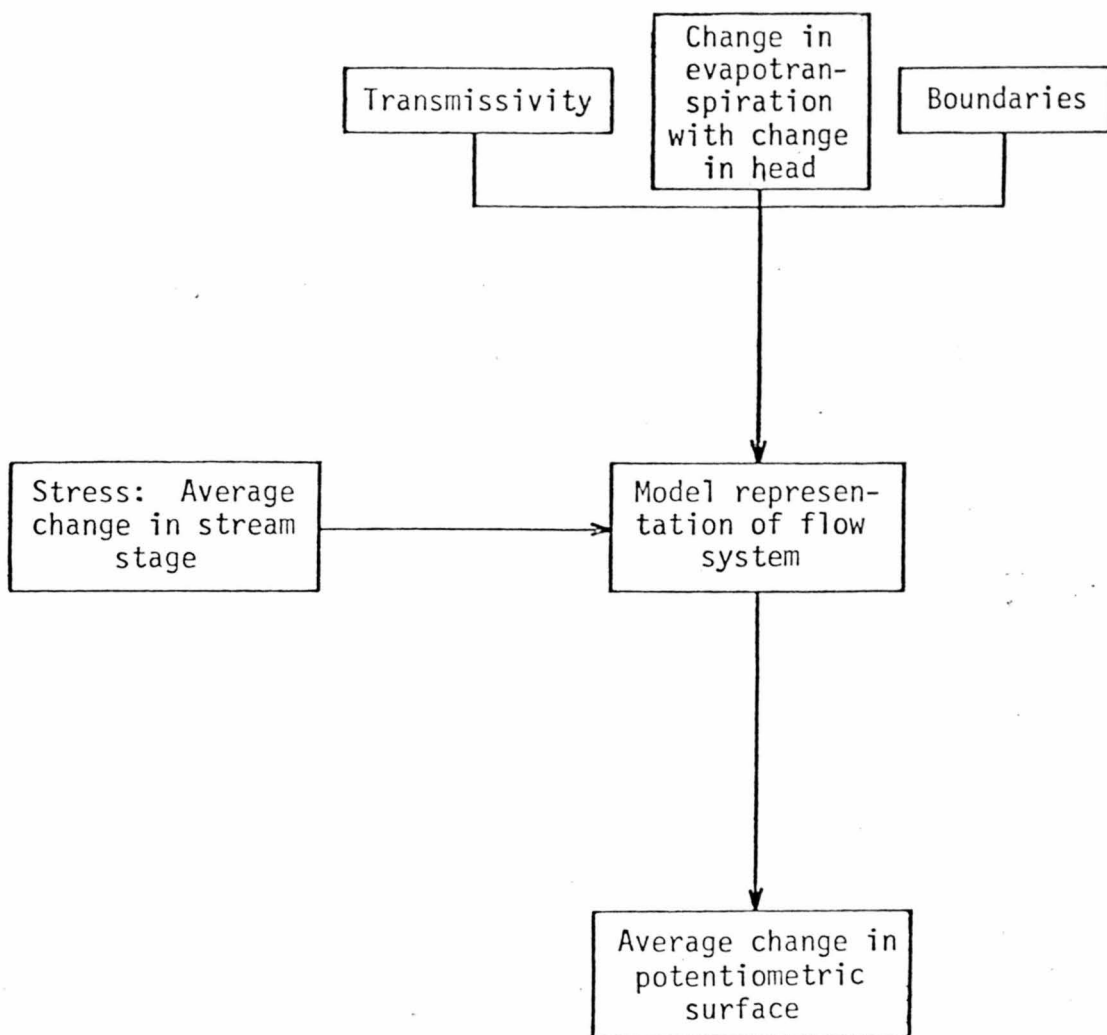 Change in
evapotran-
spiration
with change
in head
Transmissivity
Boundaries
Stress: Average
change in stream
stage
Model represen-
tation of flow
system
Average change in
potentiometric
surface